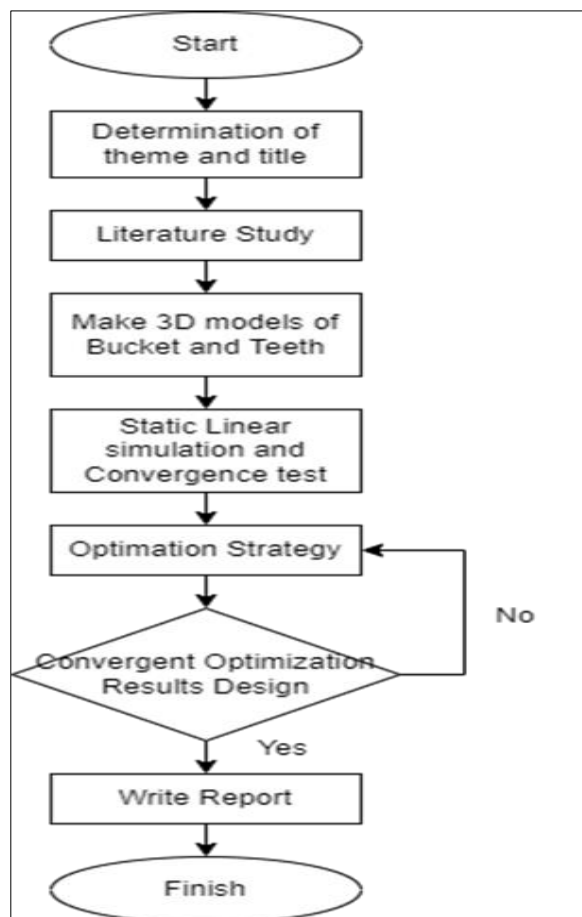 Start
Determination of
theme and title
Literature Study
Make 3D models of
Bucket and Teeth
Static Linear
simulation and
Convergence test
Optimation Strategy
No
Convergent Optimization
Results Design
Yes
Write Report
Finish